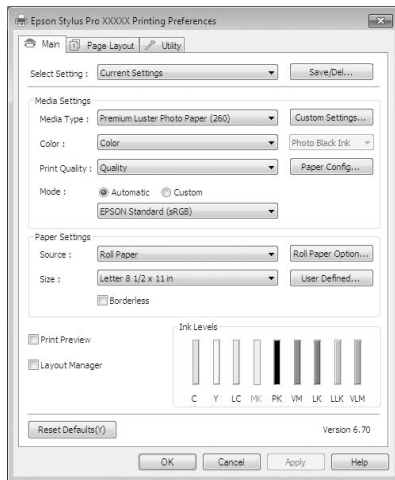 Epson Stylus Pro XXXXX Printing Preferences
Main Page Layout Utility
Select Setting : Current Settings Save/Del...
Media Settings
Media Type : Premium Luster Photo Paper (260) Custom Settings...
Color : Color Photo Black Ink
Print Quality : Quality Paper Config...
Mode : Automatic Custom
EPSON Standard (sRGB)
Paper Settings
Source : Roll Paper Roll Paper Option...
Size : Letter 8 1/2 x 11 in User Defined...
Borderless
Print Preview
Layout Manager
Ink Levels
C Y LC MK PK VM LK LLK VLM
Reset Defaults(Y) Version 6.70
OK Cancel Apply Help